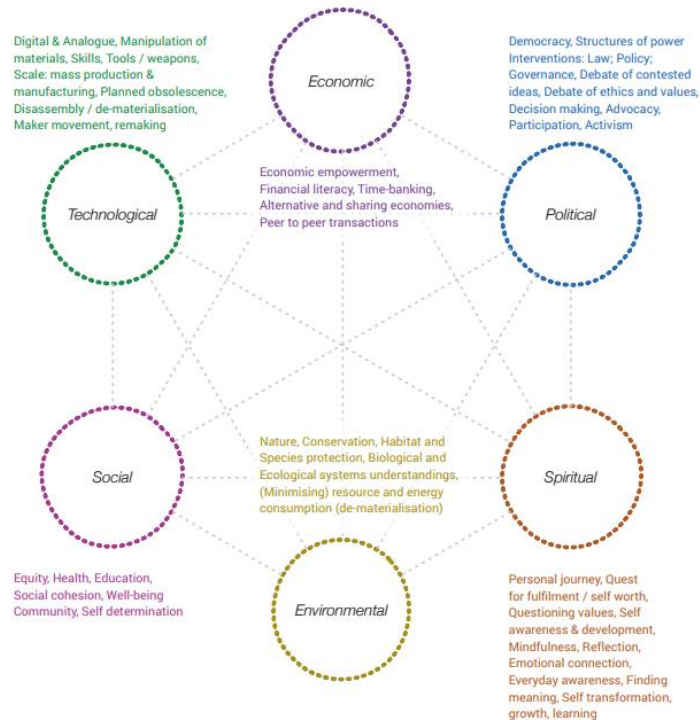 Digital & Analogue, Manipulation of
materials, Skills, Tools / weapons,
Scale: mass production &
manufacturing, Planned obsolescence,
Disassembly / de-materialisation,
Maker movement, remaking
Economic
Democracy, Structures of power
Interventions: Law; Policy;
Governance, Debate of contested
ideas, Debate of ethics and values,
Decision making, Advocacy,
Participation, Activism
Technological
Economic empowerment,
Financial literacy, Time-banking,
Alternative and sharing economies,
Peer to peer transactions
Political
Social
Nature, Conservation, Habitat and
Species protection, Biological and
Ecological systems understandings,
(Minimising) resource and energy
consumption (de-materialisation)
Spiritual
Equity, Health, Education,
Social cohesion, Well-being
Community, Self determination
Environmental
Personal journey, Quest
for fulfilment / self worth,
Questioning values, Self
awareness & development,
Mindfulness, Reflection,
Emotional connection,
Everyday awareness, Finding
meaning, Self transformation,
growth, learning